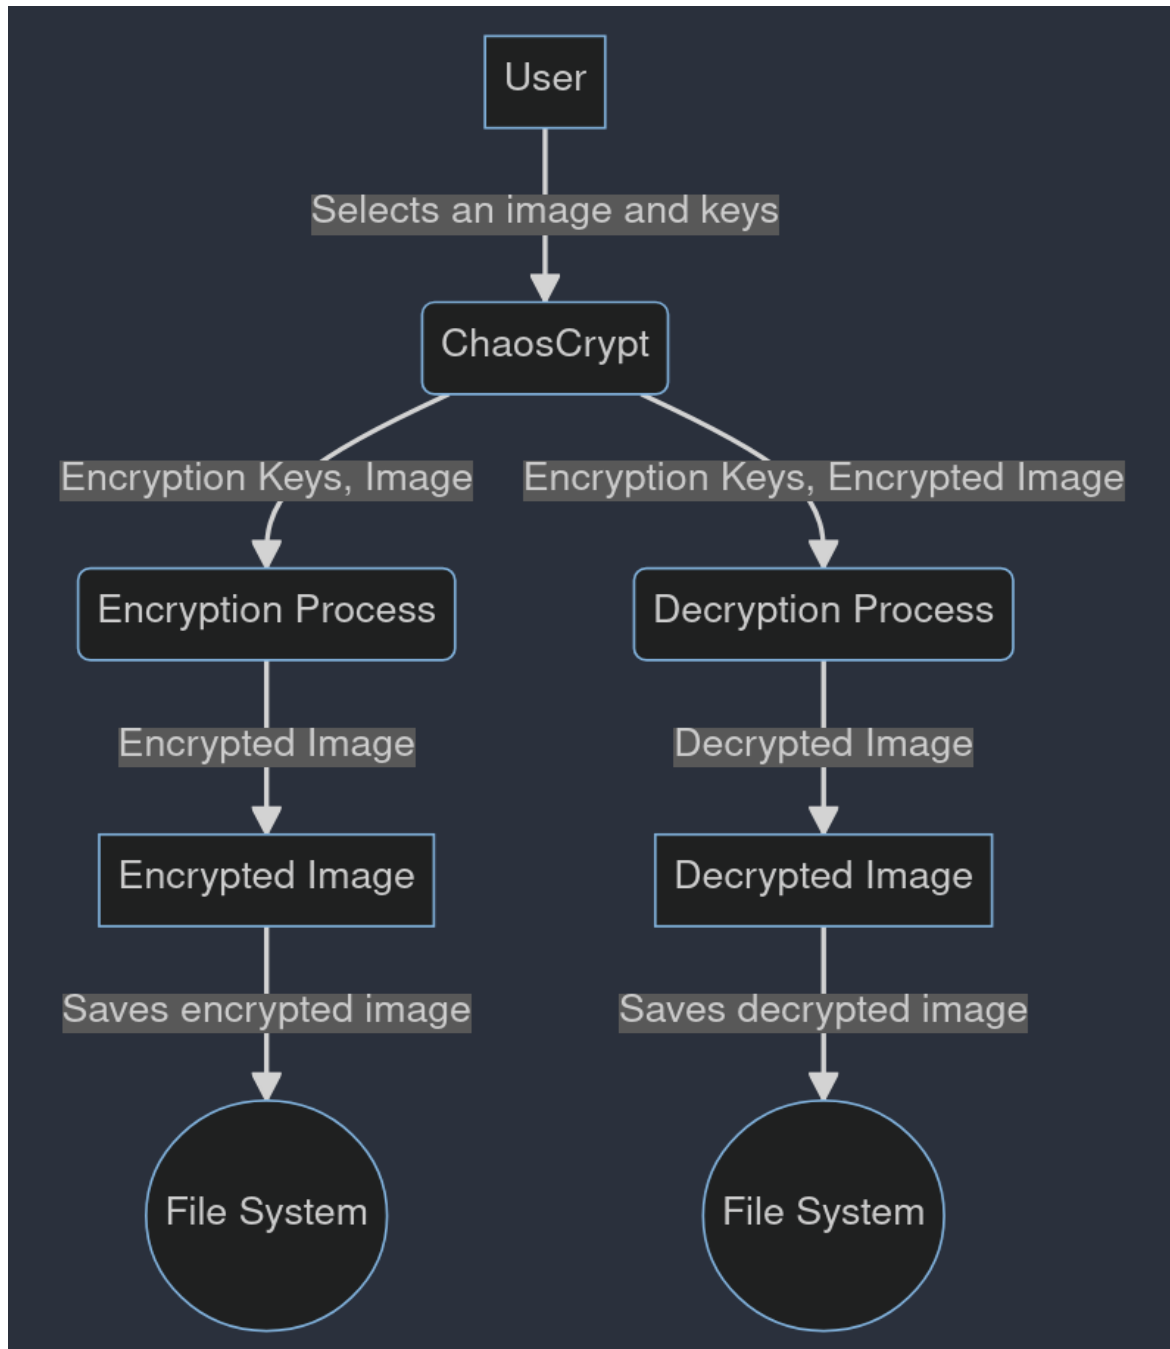 User
Selects an image and keys
ChaosCrypt
Encryption Keys, Image
Encryption Keys, Encrypted Image
Encryption Process
Decryption Process
Encrypted Image
Decrypted Image
Encrypted Image
Decrypted Image
Saves encrypted image
Saves decrypted image
File System
File System